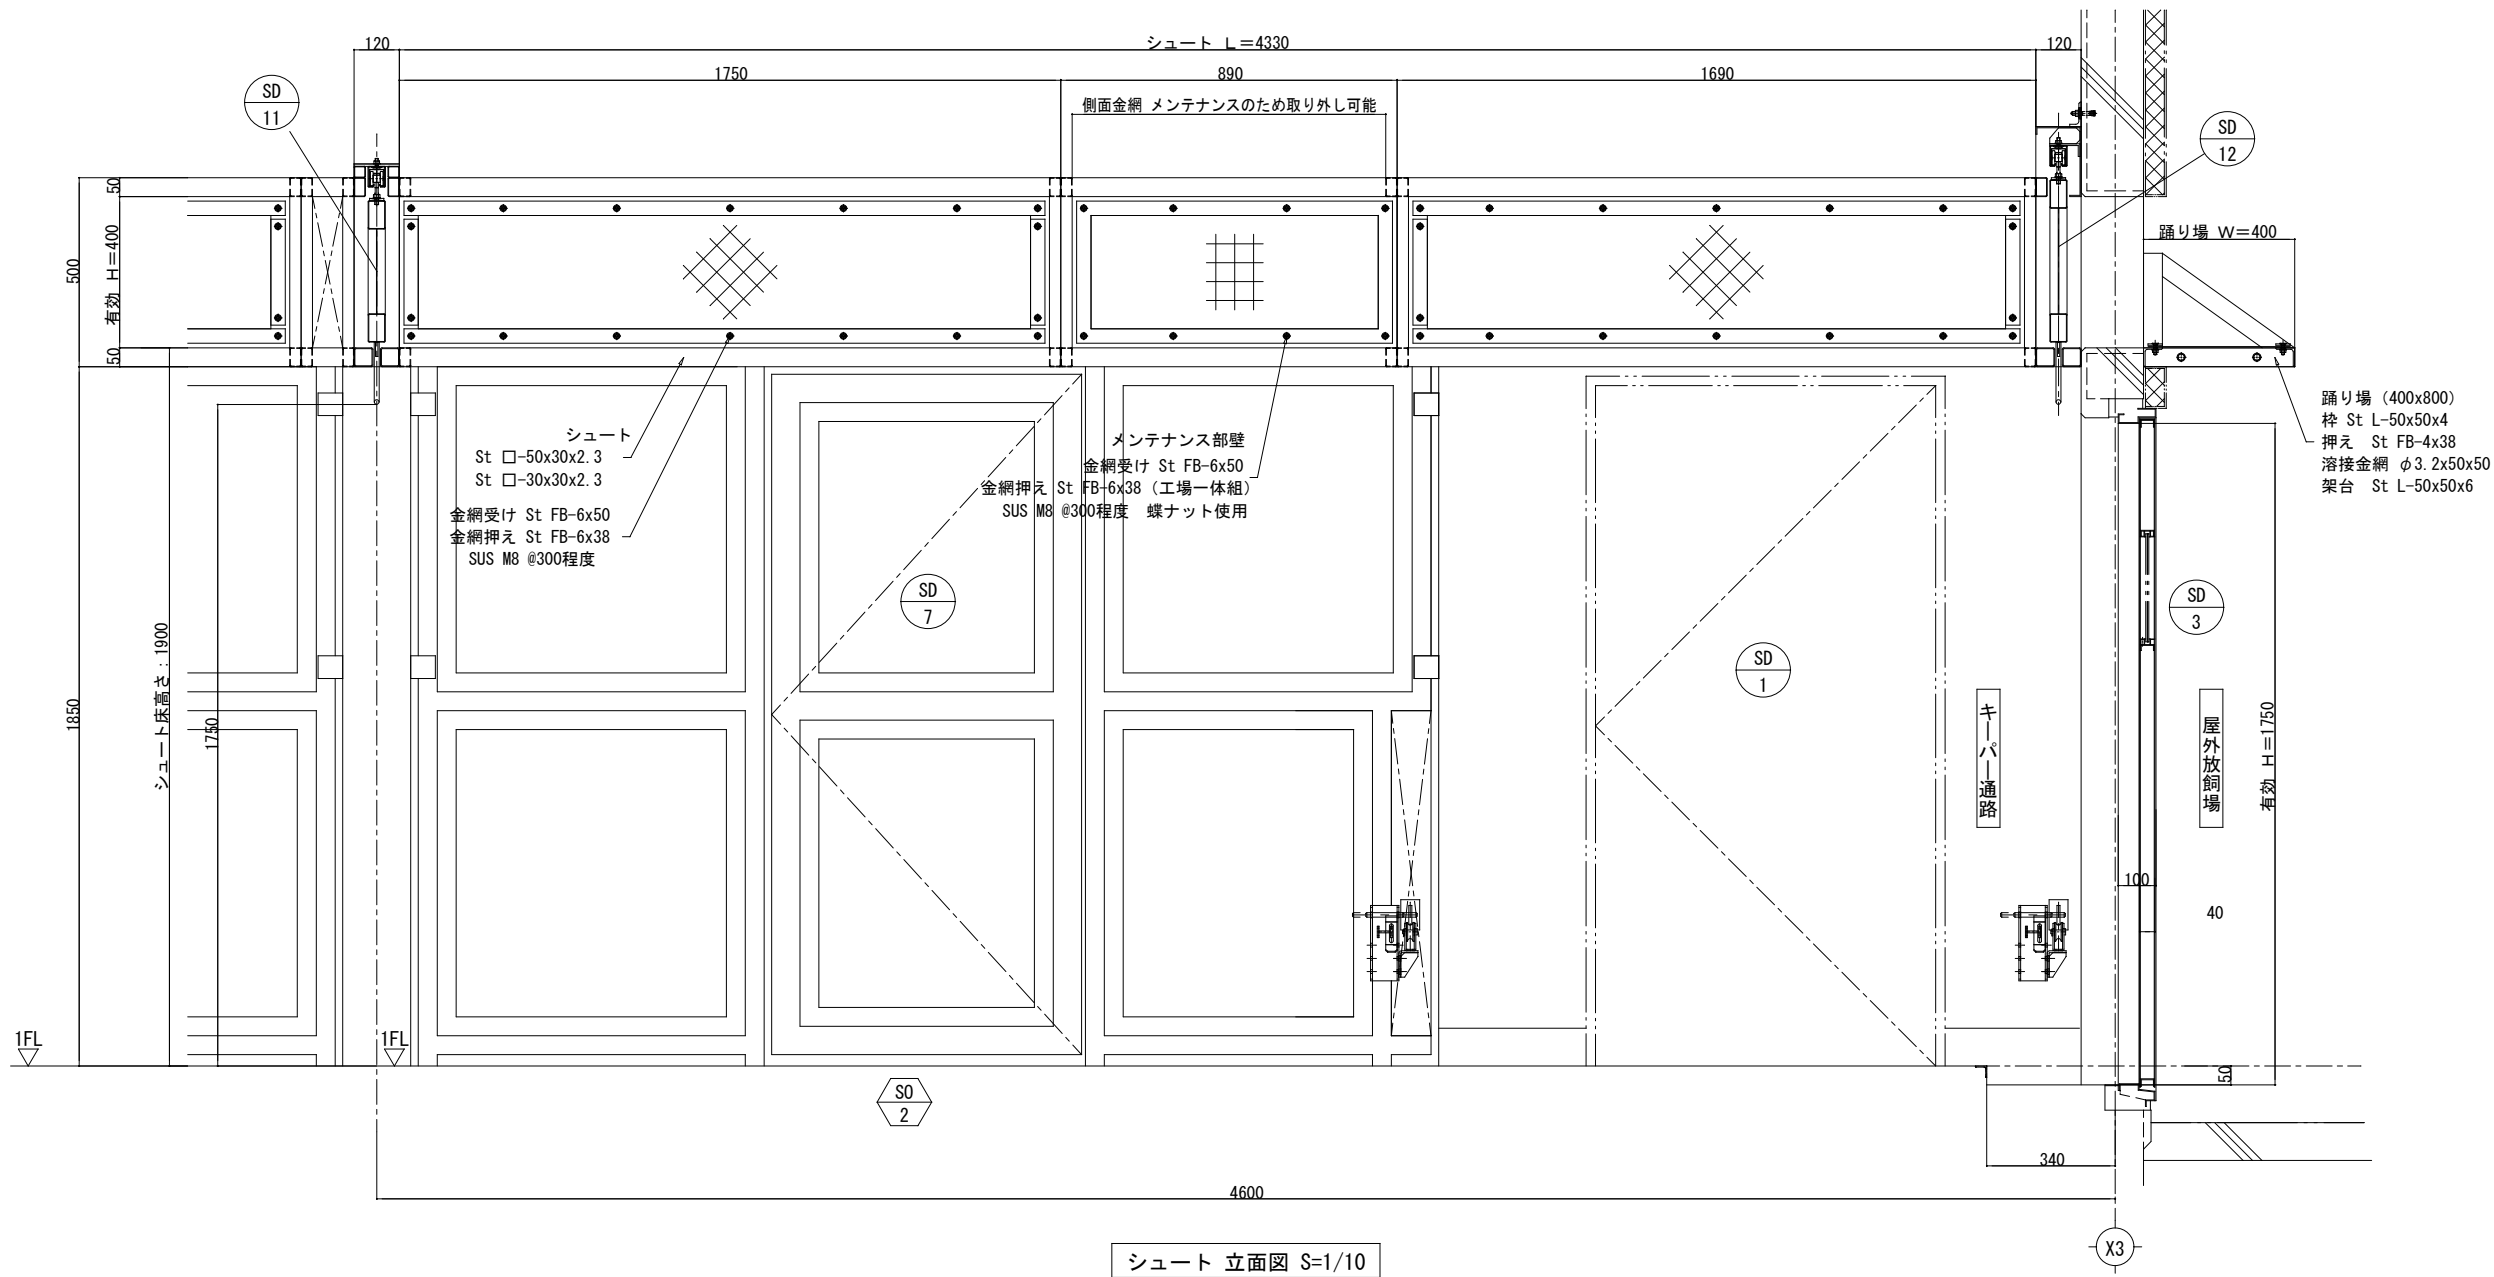 120
シュート L=4330
120
1750
890
1690
側面金網 メンテナンスのため取り外し可能
SD
11
SD
12
50
500
有効 H=400
50
踊り場 W=400
踊り場 (400x800)
枠 St L-50x50x4
押え St FB-4x38
溶接金網 φ3.2x50x50
架台 St L-50x50x6
シュート
St □-50x30x2.3
St □-30x30x2.3
金網受け St FB-6x50
金網押え St FB-6x38
SUS M8 @300程度
メンテナンス部壁
金網受け St FB-6x50
金網押え St FB-6x38 (工場一体組)
SUS M8 @300程度 蝶ナット使用
SD
7
SD
3
SD
1
1850
シュート床高さ:1900
1750
キーパー通路
屋外放飼場
有効 H=1750
100
40
1FL
1FL
50
SO
2
340
4600
シュート 立面図 S=1/10
X3